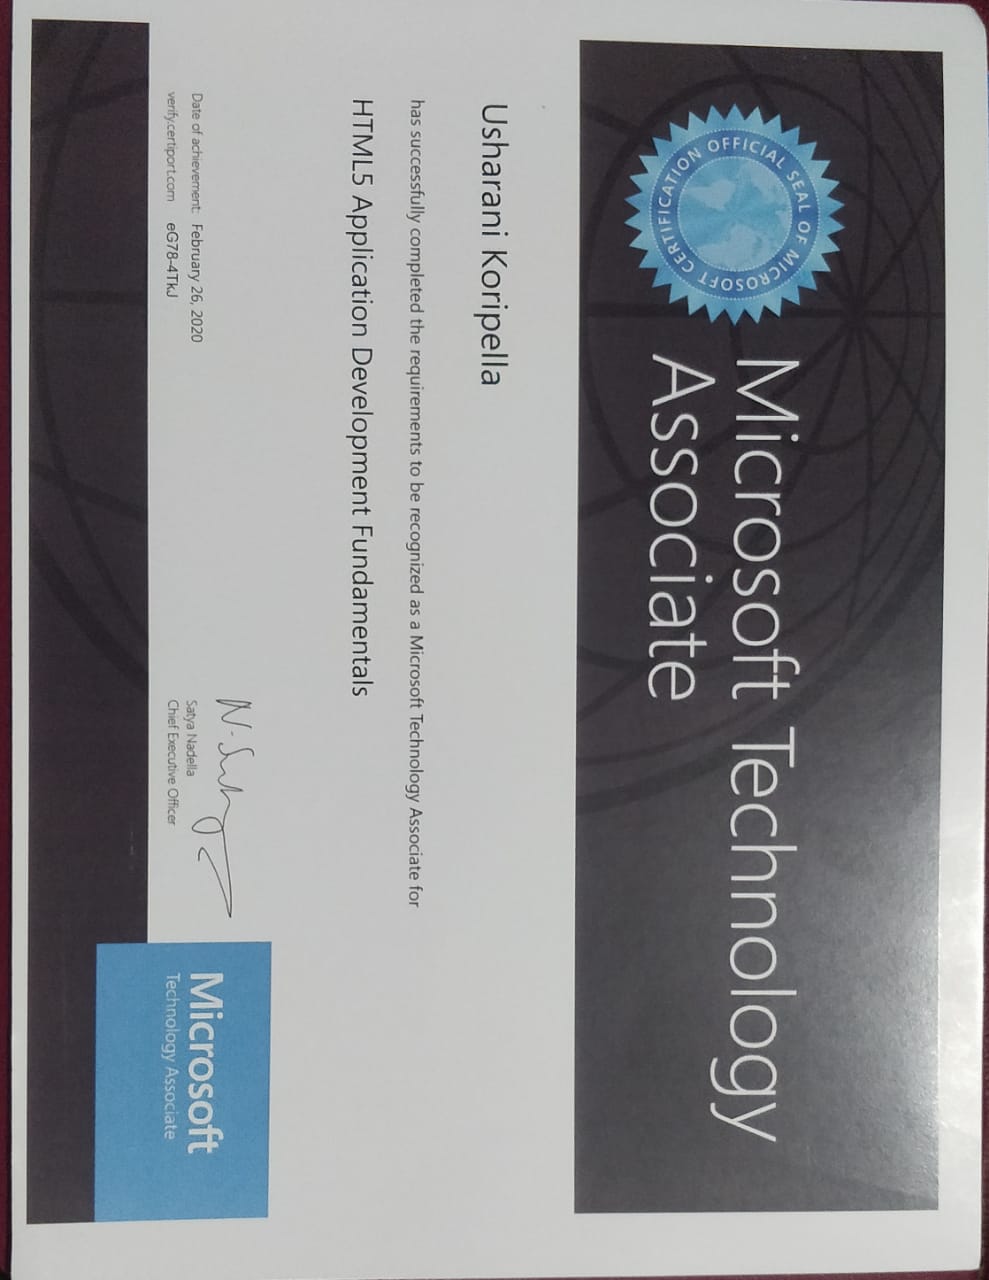 OFFICIAL SEAL OF MICROSOFT CERTIFICATION
Microsoft Technology
Associate
Usharani Koripella
has successfully completed the requirements to be recognized as a Microsoft Technology Associate for
HTML5 Application Development Fundamentals
Date of achievement: February 26, 2020
verify.certiport.com eG78-4TkJ
Satya Nadella
Chief Executive Officer
Microsoft
Technology Associate